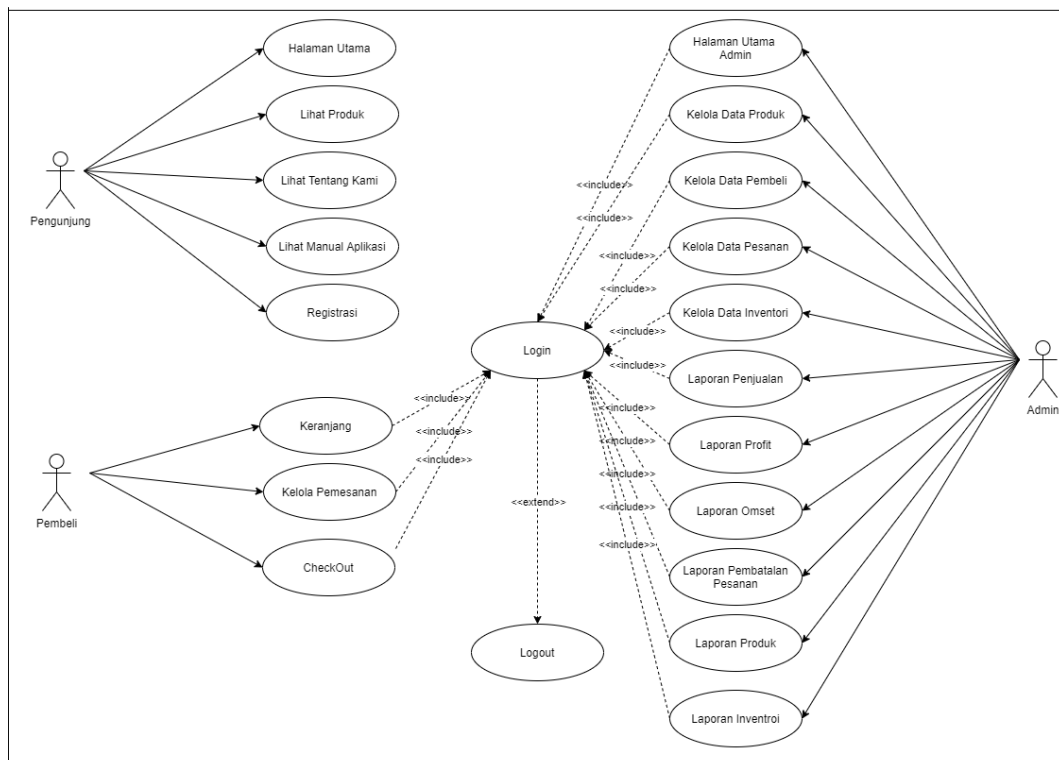 Halaman Utama
Lihat Produk
Lihat Tentang Kami
Lihat Manual Aplikasi
Registrasi
Pengunjung
Keranjang
Kelola Pemesanan
CheckOut
Pembeli
<<include>>
<<include>>
<<include>>
Login
<<extend>>
Logout
<<include>>
<<include>>
<<include>>
<<include>>
<<include>>
<<include>>
<<include>>
<<include>>
<<include>>
<<include>>
<<include>>
Halaman Utama
Admin
Kelola Data Produk
Kelola Data Pembeli
Kelola Data Pesanan
Kelola Data Inventori
Laporan Penjualan
Laporan Profit
Laporan Omset
Laporan Pembatalan
Pesanan
Laporan Produk
Laporan Inventroi
Admin